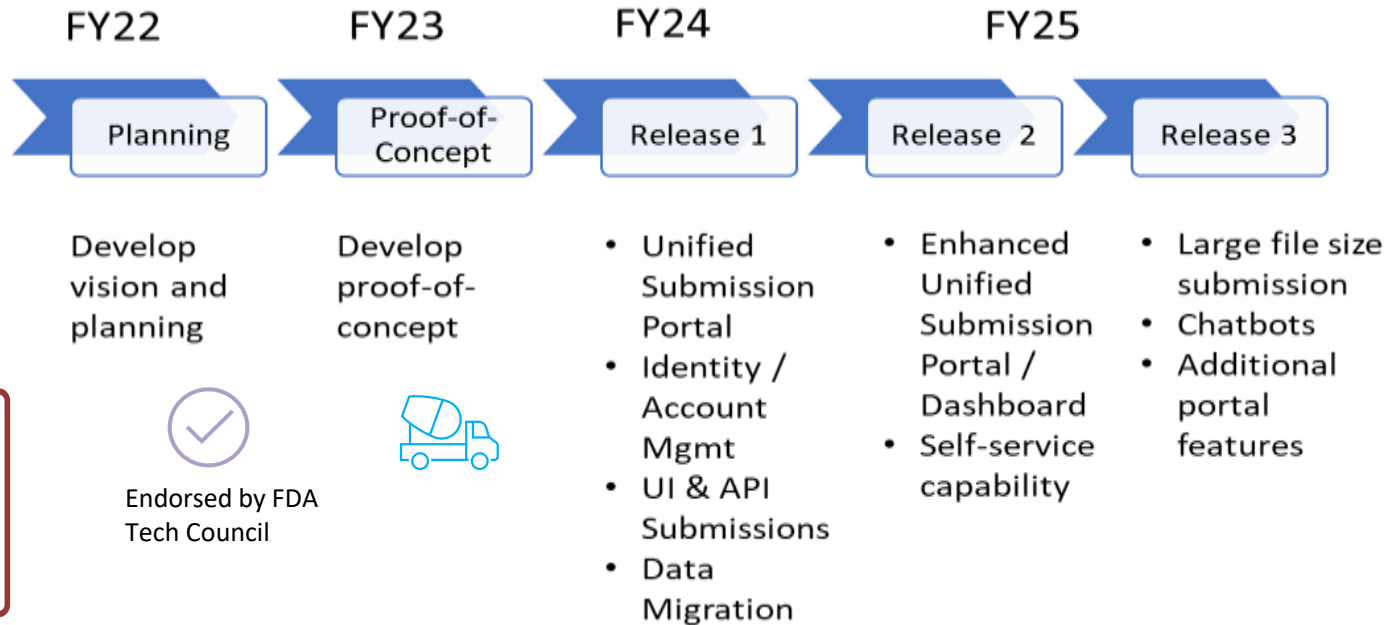 FY22
FY23
FY24
FY25
Planning
Proof-of-
Concept
Release 1
Release 2
Release 3
Develop
vision and
planning
Endorsed by FDA
Tech Council
Develop
proof-of-
concept
• Unified
Submission
Portal
• Identity /
Account
Mgmt
• UI & API
Submissions
• Data
Migration
• Enhanced
Unified
Submission
Portal /
Dashboard
• Self-service
capability
• Large file size
submission
• Chatbots
• Additional
portal
features